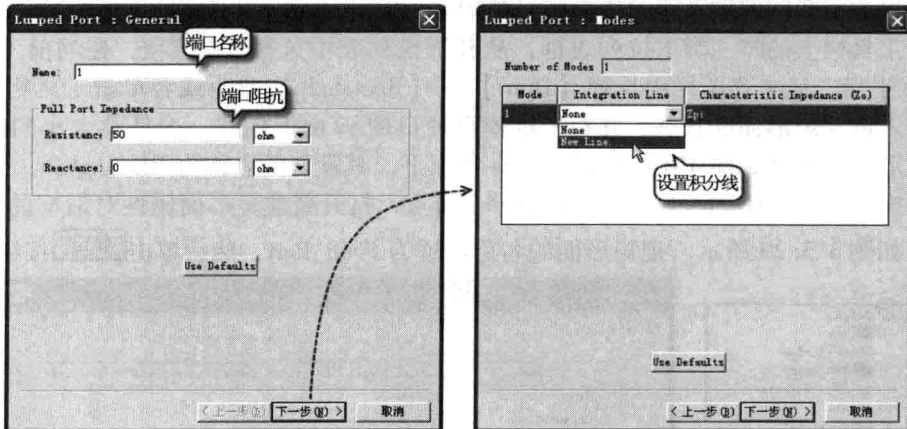 Lumped Port : General
端口名称
Name: 1
端口阻抗
Full Port Impedance
Resistance: 50 ohm
Reactance: 0 ohm
Use Defaults
< 上一步(B) 下一步(N) > 取消
Lumped Port : Modes
Number of Modes 1
Mode Integration Line Characteristic Impedance (Zo)
1 None Zpi
None
New Line.
设置积分线
Use Defaults
< 上一步(B) 下一步(N) > 取消